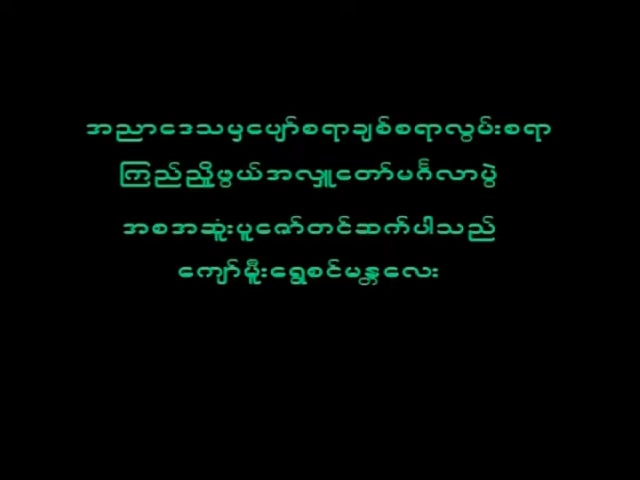 အညာဒေသမှပျော်စရာချစ်စရာလွမ်းစရာ
ကြည်ညှို့ဖွယ်အလှူတော်မင်္ဂလာပွဲ
အစအဆုံးပူဇော်တင်ဆက်ပါသည်
ကျော်မိုးရွှေစင်မန္တလေး